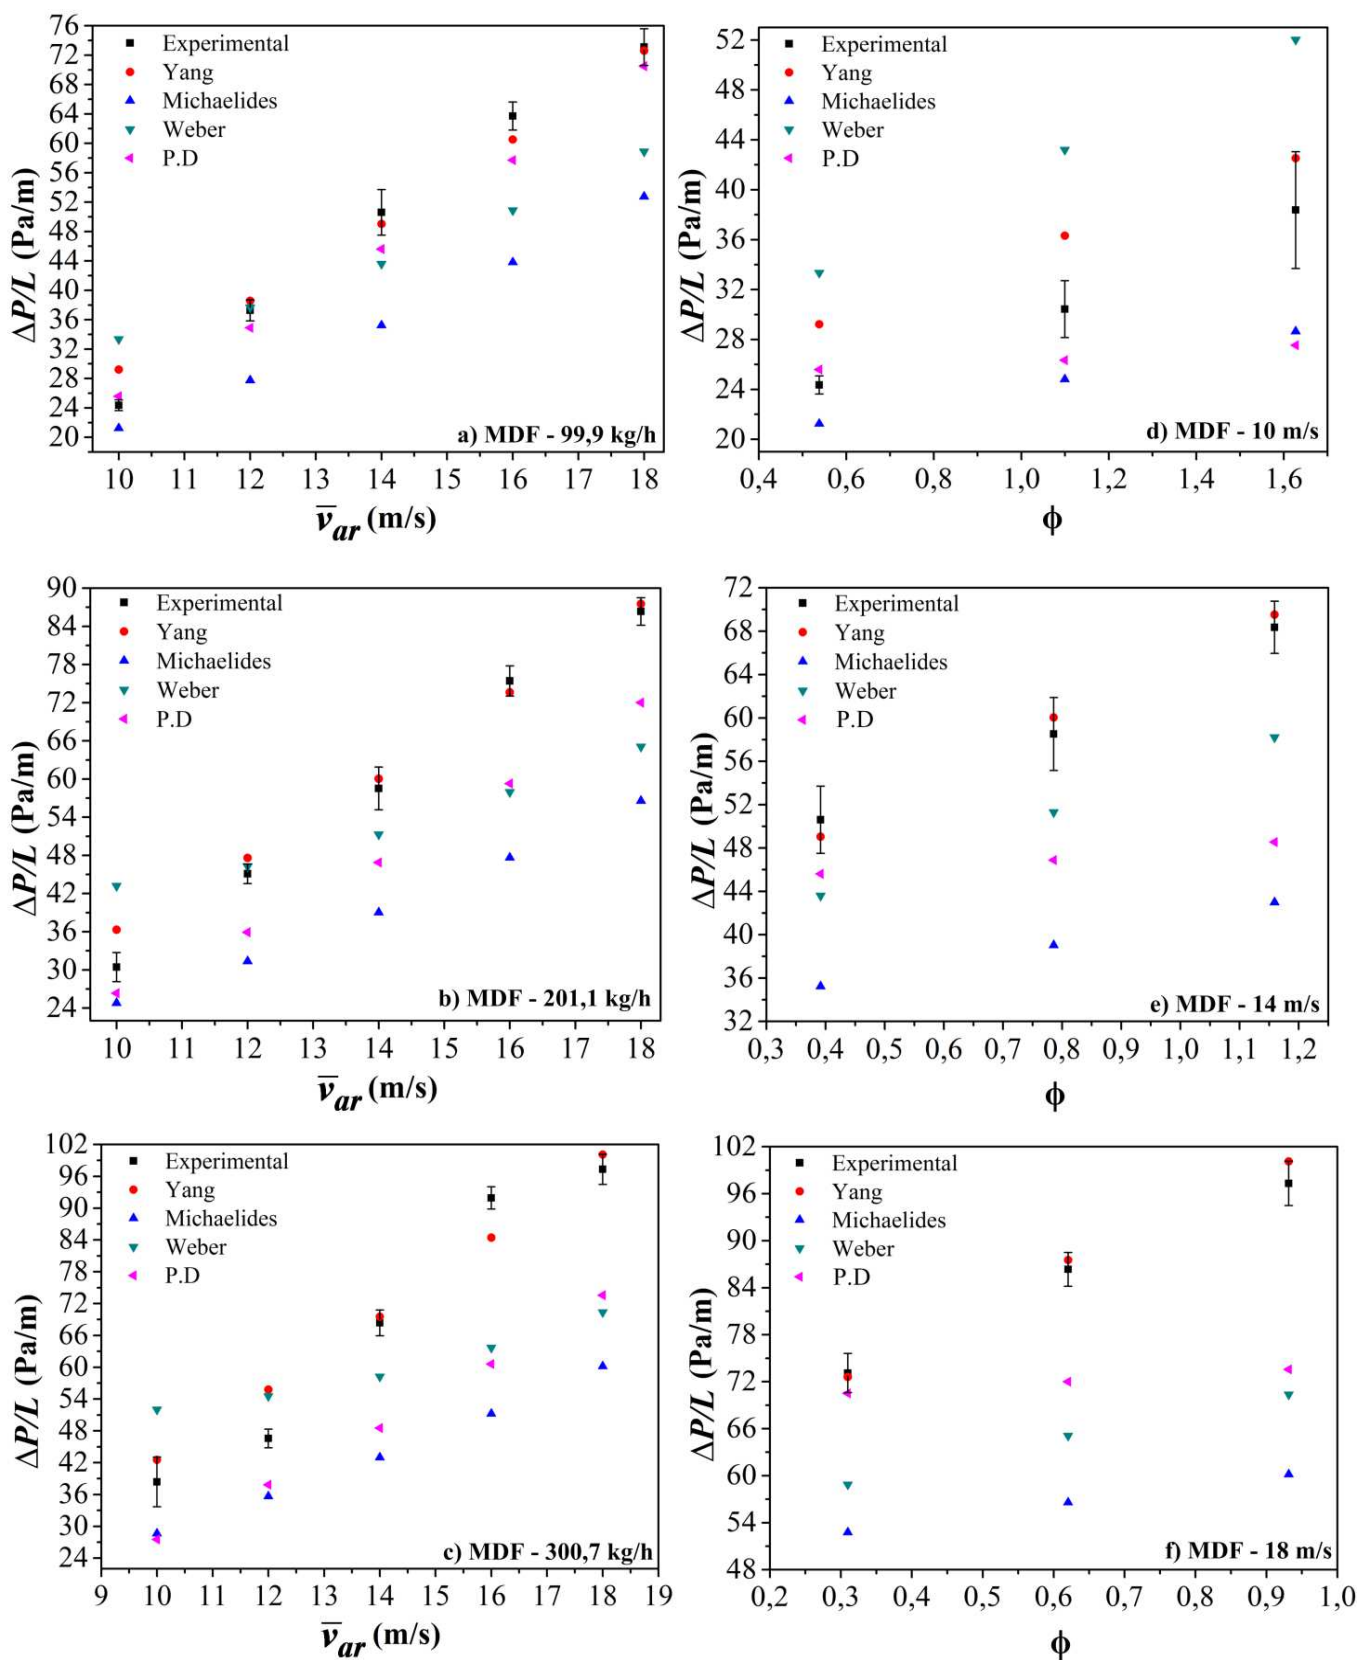 76
72
68
64
60
56
52
48
44
40
36
32
28
24
20
ΔP/L (Pa/m)
Experimental
Yang
Michaelides
Weber
P.D
a) MDF - 99,9 kg/h
10 11 12 13 14 15 16 17 18
v̅ar (m/s)
52
48
44
40
36
32
28
24
20
ΔP/L (Pa/m)
Experimental
Yang
Michaelides
Weber
P.D
d) MDF - 10 m/s
0,4 0,6 0,8 1,0 1,2 1,4 1,6
ϕ
90
84
78
72
66
60
54
48
42
36
30
24
ΔP/L (Pa/m)
Experimental
Yang
Michaelides
Weber
P.D
b) MDF - 201,1 kg/h
10 11 12 13 14 15 16 17 18
v̅ar (m/s)
72
68
64
60
56
52
48
44
40
36
32
ΔP/L (Pa/m)
Experimental
Yang
Michaelides
Weber
P.D
e) MDF - 14 m/s
0,3 0,4 0,5 0,6 0,7 0,8 0,9 1,0 1,1 1,2
ϕ
102
96
90
84
78
72
66
60
54
48
42
36
30
24
ΔP/L (Pa/m)
Experimental
Yang
Michaelides
Weber
P.D
c) MDF - 300,7 kg/h
9 10 11 12 13 14 15 16 17 18 19
v̅ar (m/s)
102
96
90
84
78
72
66
60
54
48
ΔP/L (Pa/m)
Experimental
Yang
Michaelides
Weber
P.D
f) MDF - 18 m/s
0,2 0,3 0,4 0,5 0,6 0,7 0,8 0,9 1,0
ϕ